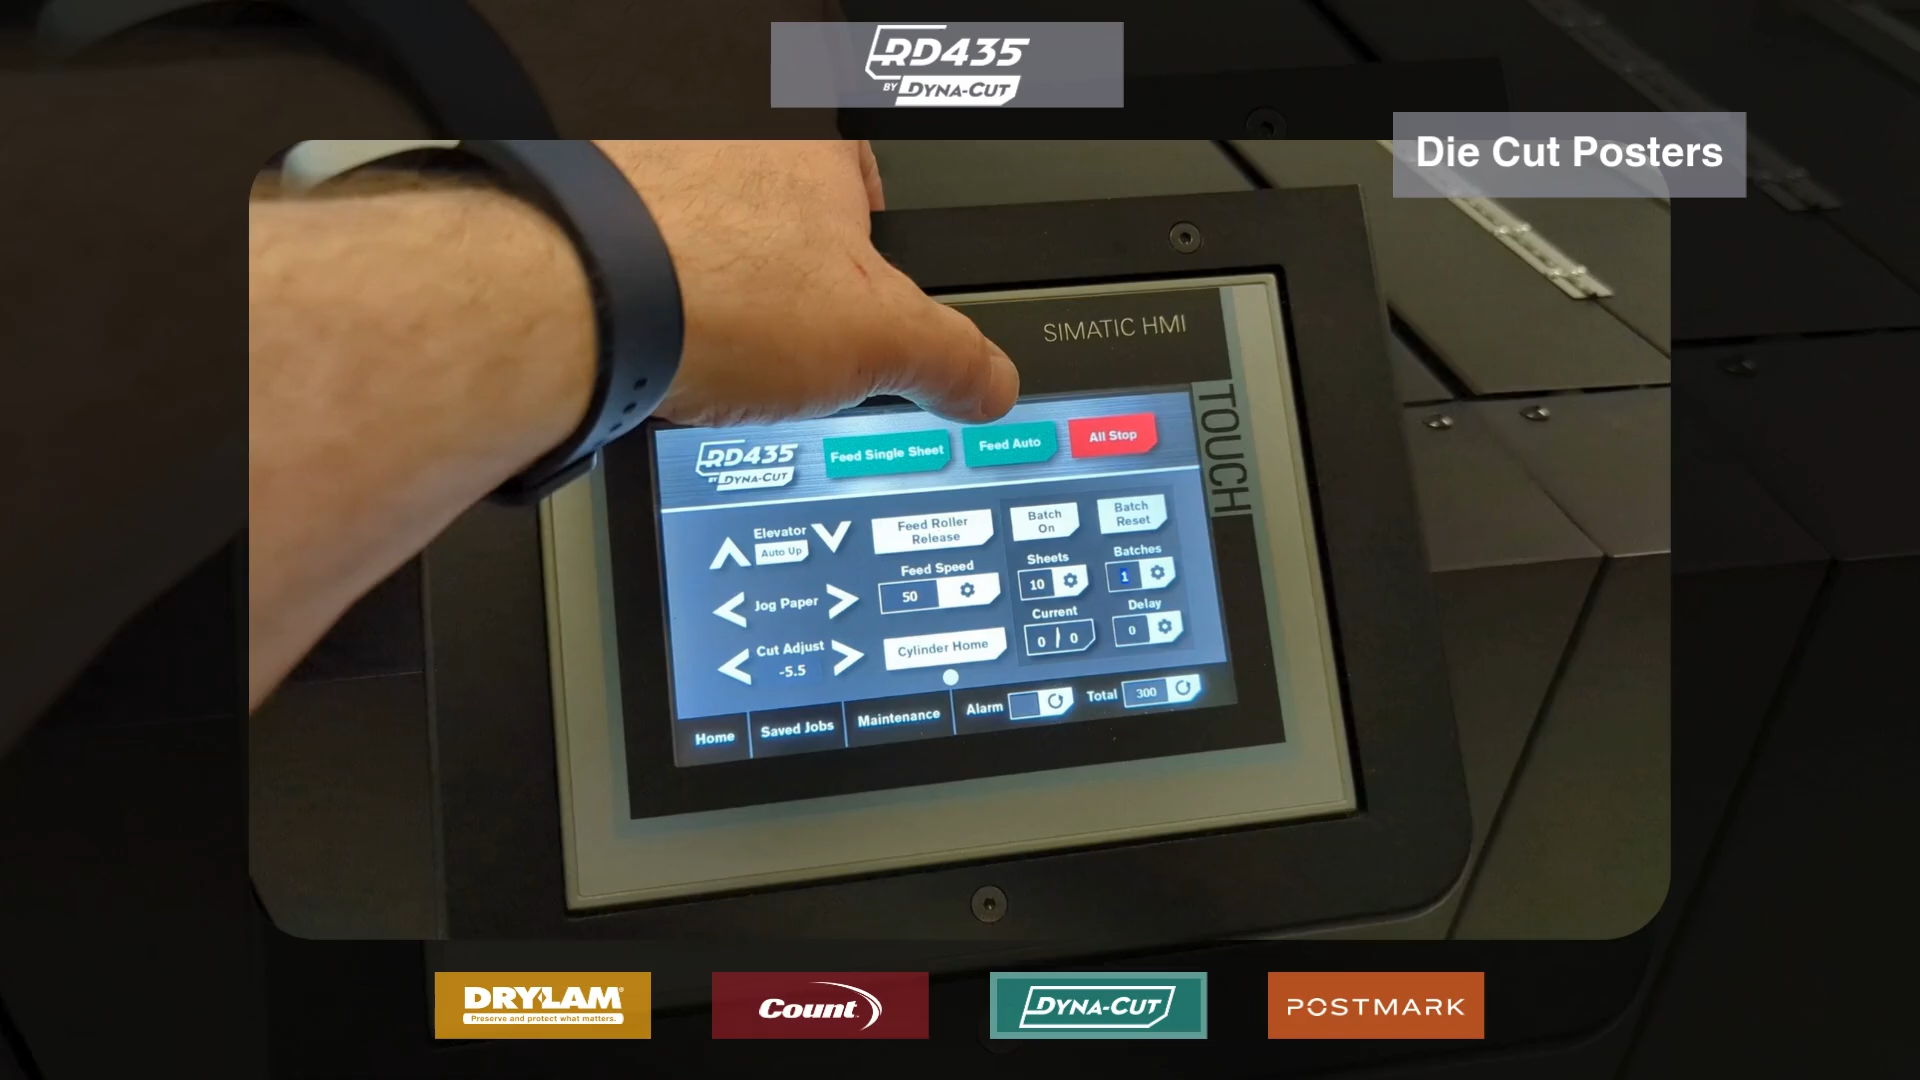 RD435
BY DYNA-CUT
Die Cut Posters
SIMATIC HMI
TOUCH
RD435
BY DYNA-CUT
Feed Single Sheet
Feed Auto
All Stop
Elevator
Auto Up
Feed Roller
Release
Batch
On
Batch
Reset
Jog Paper
Feed Speed
50
Sheets
10
Batches
1
Cut Adjust
-5.5
Cylinder Home
Current
0 / 0
Delay
0
Home
Saved Jobs
Maintenance
Alarm
Total
300
DRYLAM®
Preserve and protect what matters.
Count™
DYNA-CUT
POSTMARK